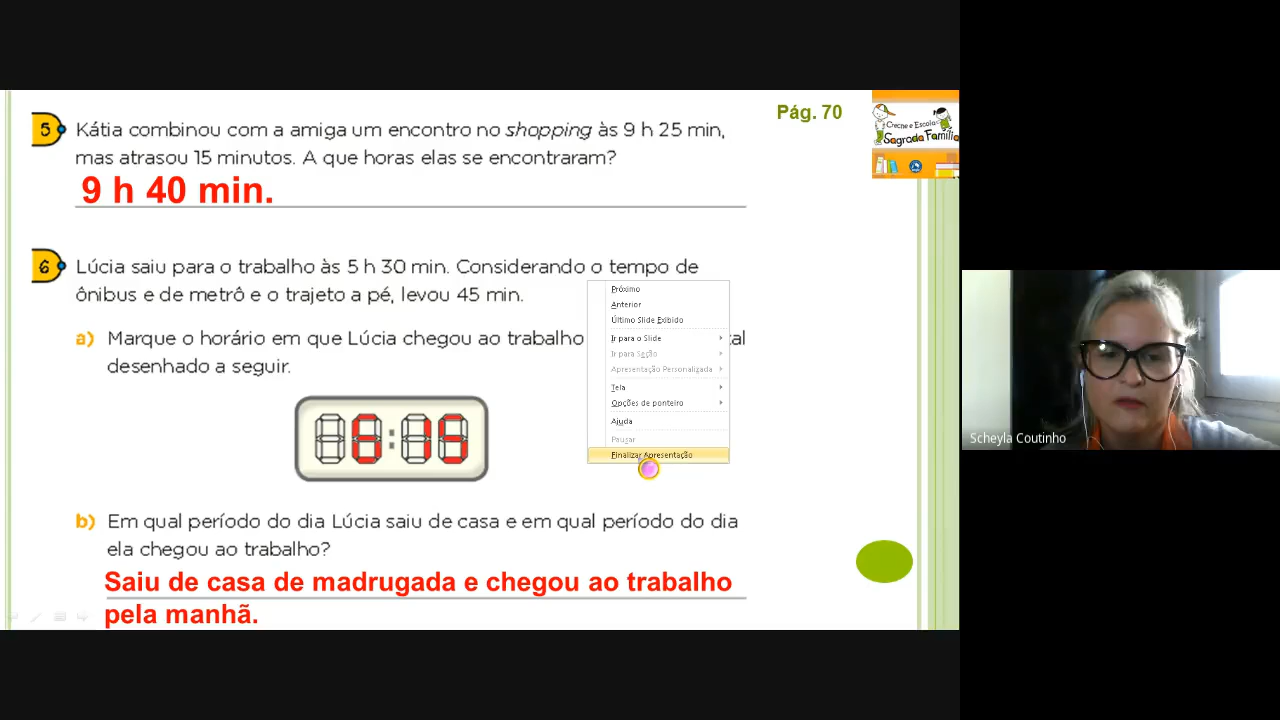 Pág. 70
Creche e Escola
Sagrada Família
5 Kátia combinou com a amiga um encontro no shopping às 9 h 25 min,
mas atrasou 15 minutos. A que horas elas se encontraram?
9 h 40 min.
6 Lúcia saiu para o trabalho às 5 h 30 min. Considerando o tempo de
ônibus e de metrô e o trajeto a pé, levou 45 min.
a) Marque o horário em que Lúcia chegou ao trabalho
desenhado a seguir.
6:15
b) Em qual período do dia Lúcia saiu de casa e em qual período do dia
ela chegou ao trabalho?
Saiu de casa de madrugada e chegou ao trabalho
pela manhã.
Próximo
Anterior
Último Slide Exibido
Ir para o Slide
Ir para Seção
Apresentação Personalizada
Tela
Opções de ponteiro
Ajuda
Pausar
Finalizar Apresentação
Scheyla Coutinho